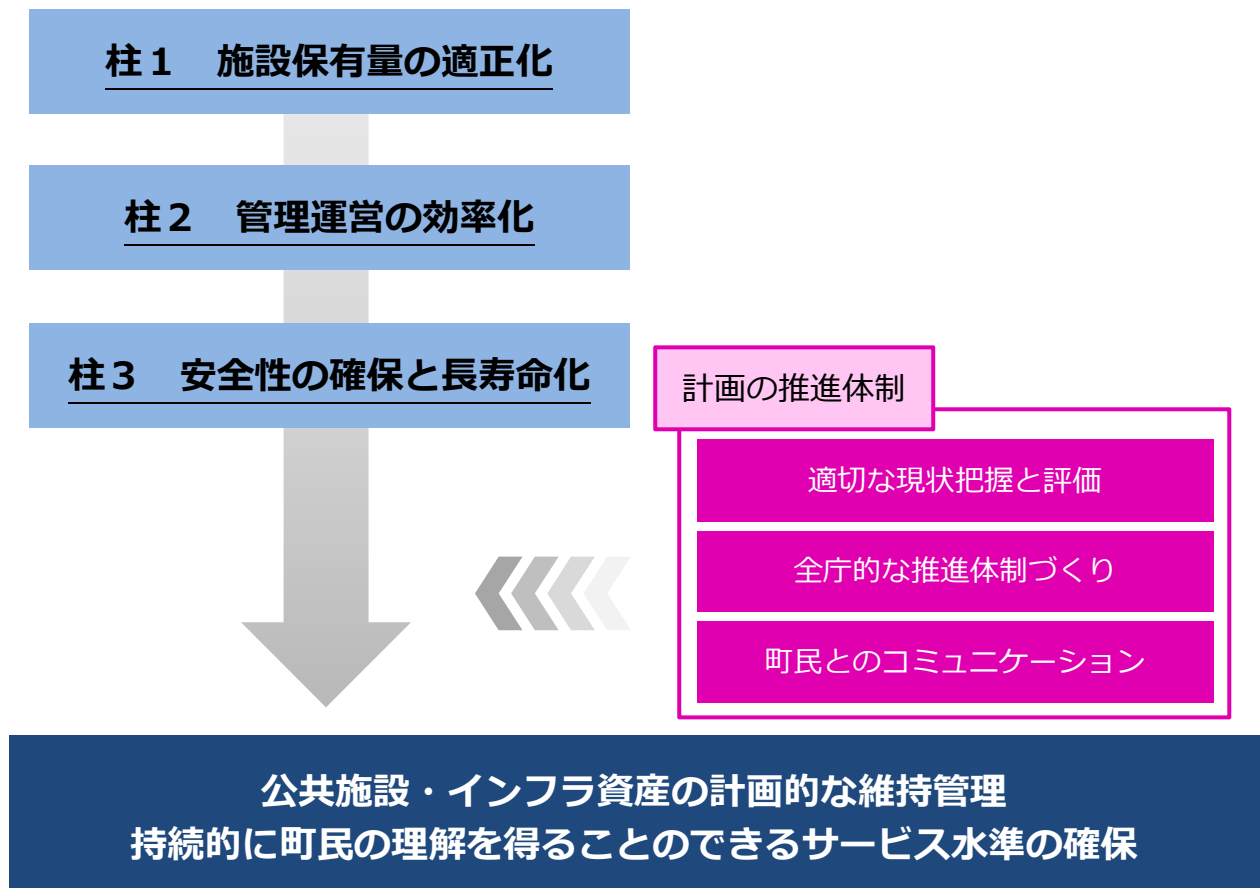 柱１　施設保有量の適正化
柱２　管理運営の効率化
柱３　安全性の確保と長寿命化
計画の推進体制
適切な現状把握と評価
全庁的な推進体制づくり
町民とのコミュニケーション
公共施設・インフラ資産の計画的な維持管理
持続的に町民の理解を得ることのできるサービス水準の確保